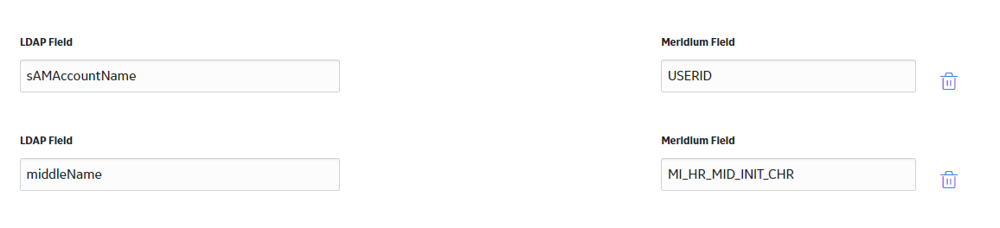 LDAP Field Meridium Field
sAMAccountName USERID
LDAP Field Meridium Field
middleName MI_HR_MID_INIT_CHR